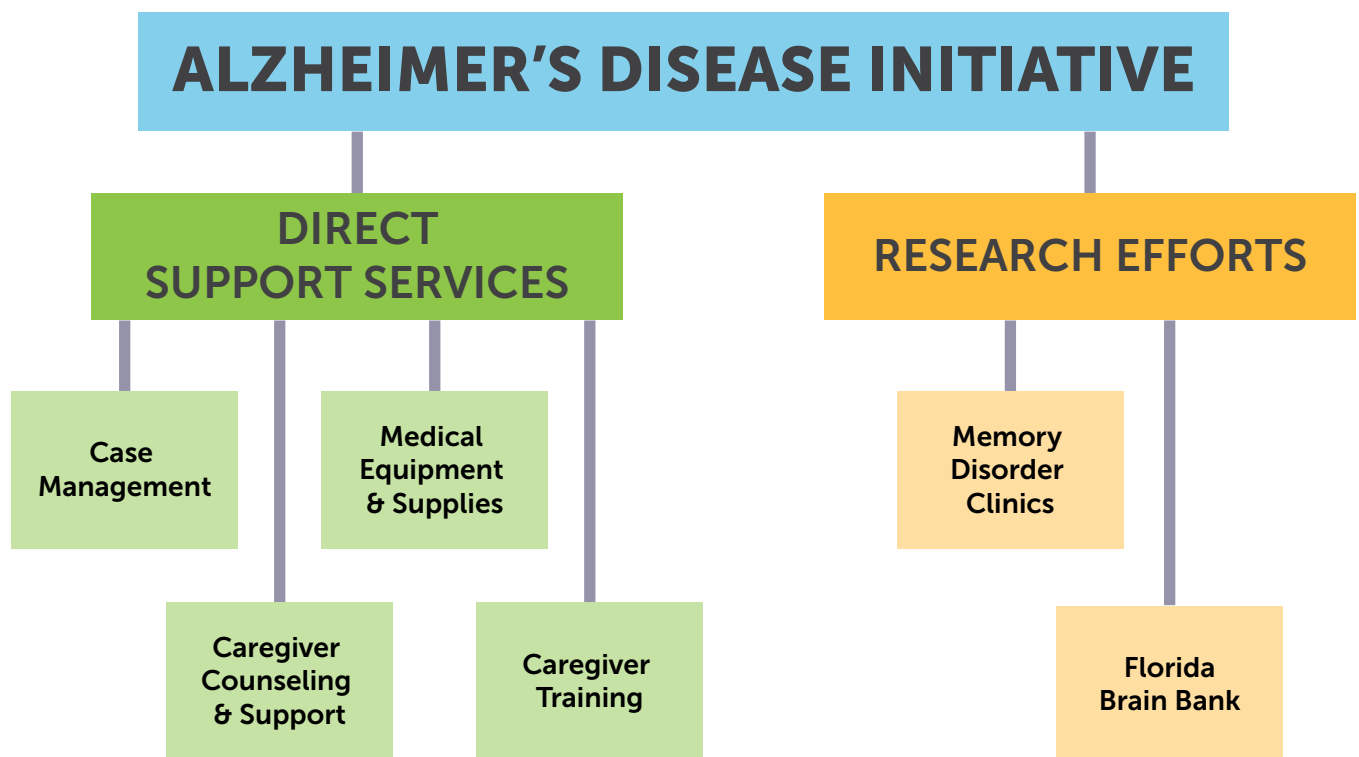 ALZHEIMER’S DISEASE INITIATIVE
DIRECT
SUPPORT SERVICES
RESEARCH EFFORTS
Case
Management
Medical
Equipment
& Supplies
Memory
Disorder
Clinics
Caregiver
Counseling
& Support
Caregiver
Training
Florida
Brain Bank